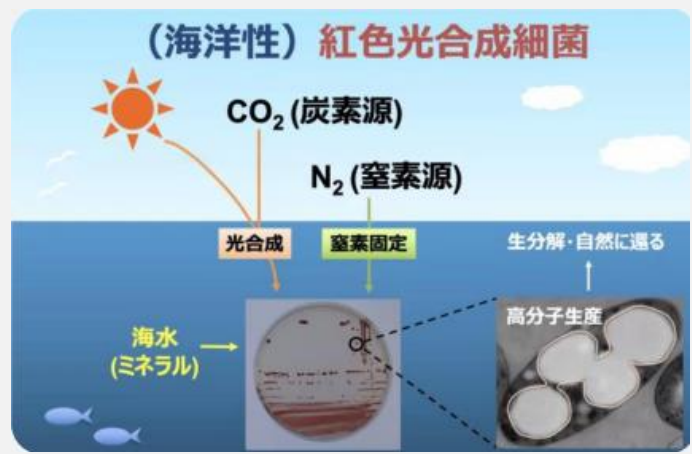 （海洋性）紅色光合成細菌
CO₂ (炭素源)
N₂ (窒素源)
光合成
窒素固定
生分解・自然に還る
高分子生産
海水
(ミネラル)